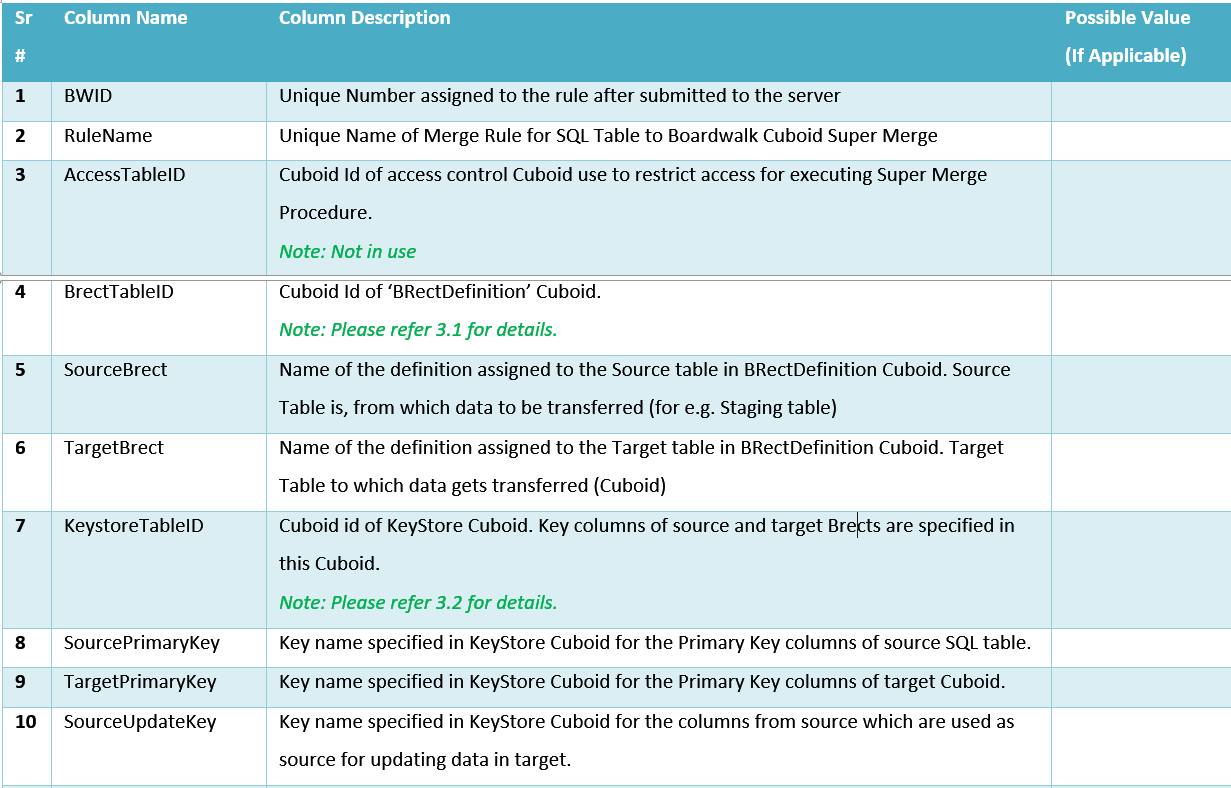 Sr # Column Name Column Description Possible Value (If Applicable)
1 BWID Unique Number assigned to the rule after submitted to the server
2 RuleName Unique Name of Merge Rule for SQL Table to Boardwalk Cuboid Super Merge
3 AccessTableID Cuboid Id of access control Cuboid use to restrict access for executing Super Merge
Procedure.
Note: Not in use
4 BrectTableID Cuboid Id of ‘BRectDefinition’ Cuboid.
Note: Please refer 3.1 for details.
5 SourceBrect Name of the definition assigned to the Source table in BRectDefinition Cuboid. Source
Table is, from which data to be transferred (for e.g. Staging table)
6 TargetBrect Name of the definition assigned to the Target table in BRectDefinition Cuboid. Target
Table to which data gets transferred (Cuboid)
7 KeystoreTableID Cuboid id of KeyStore Cuboid. Key columns of source and target Brects are specified in
this Cuboid.
Note: Please refer 3.2 for details.
8 SourcePrimaryKey Key name specified in KeyStore Cuboid for the Primary Key columns of source SQL table.
9 TargetPrimaryKey Key name specified in KeyStore Cuboid for the Primary Key columns of target Cuboid.
10 SourceUpdateKey Key name specified in KeyStore Cuboid for the columns from source which are used as
source for updating data in target.